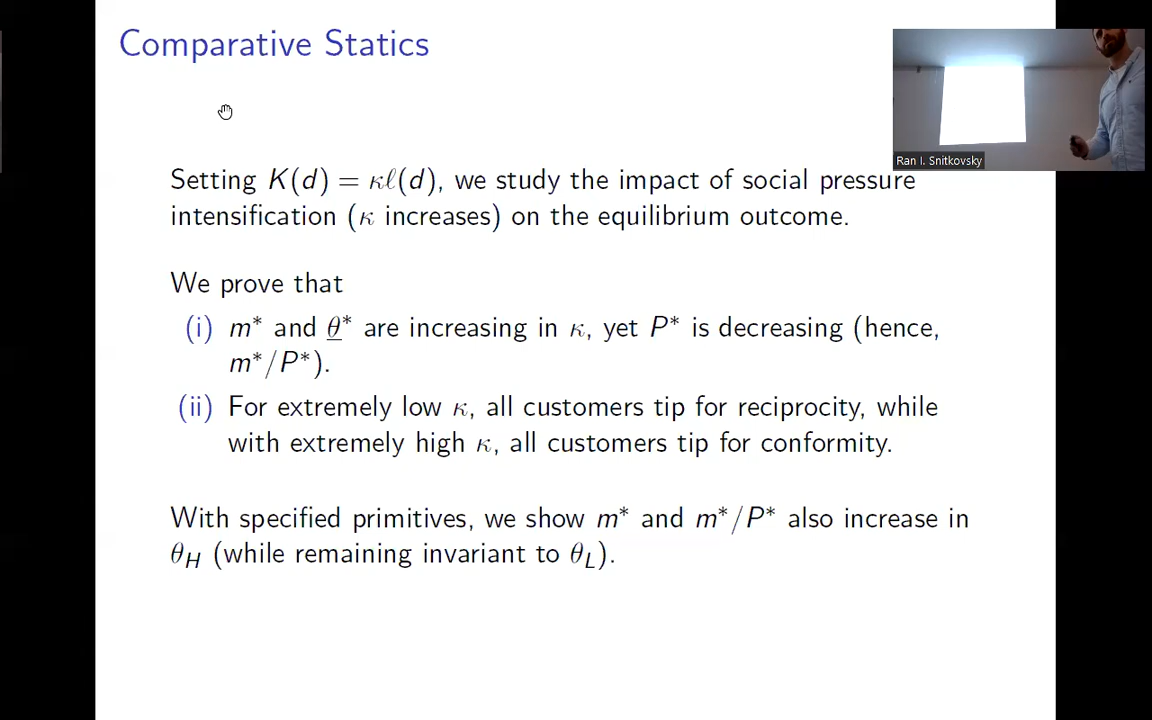 Comparative Statics
Ran I. Snitkovsky
Setting K(d) = κℓ(d), we study the impact of social pressure
intensification (κ increases) on the equilibrium outcome.
We prove that
(i) m* and θ̲* are increasing in κ, yet P* is decreasing (hence,
m*/P*).
(ii) For extremely low κ, all customers tip for reciprocity, while
with extremely high κ, all customers tip for conformity.
With specified primitives, we show m* and m*/P* also increase in
θ_H (while remaining invariant to θ_L).